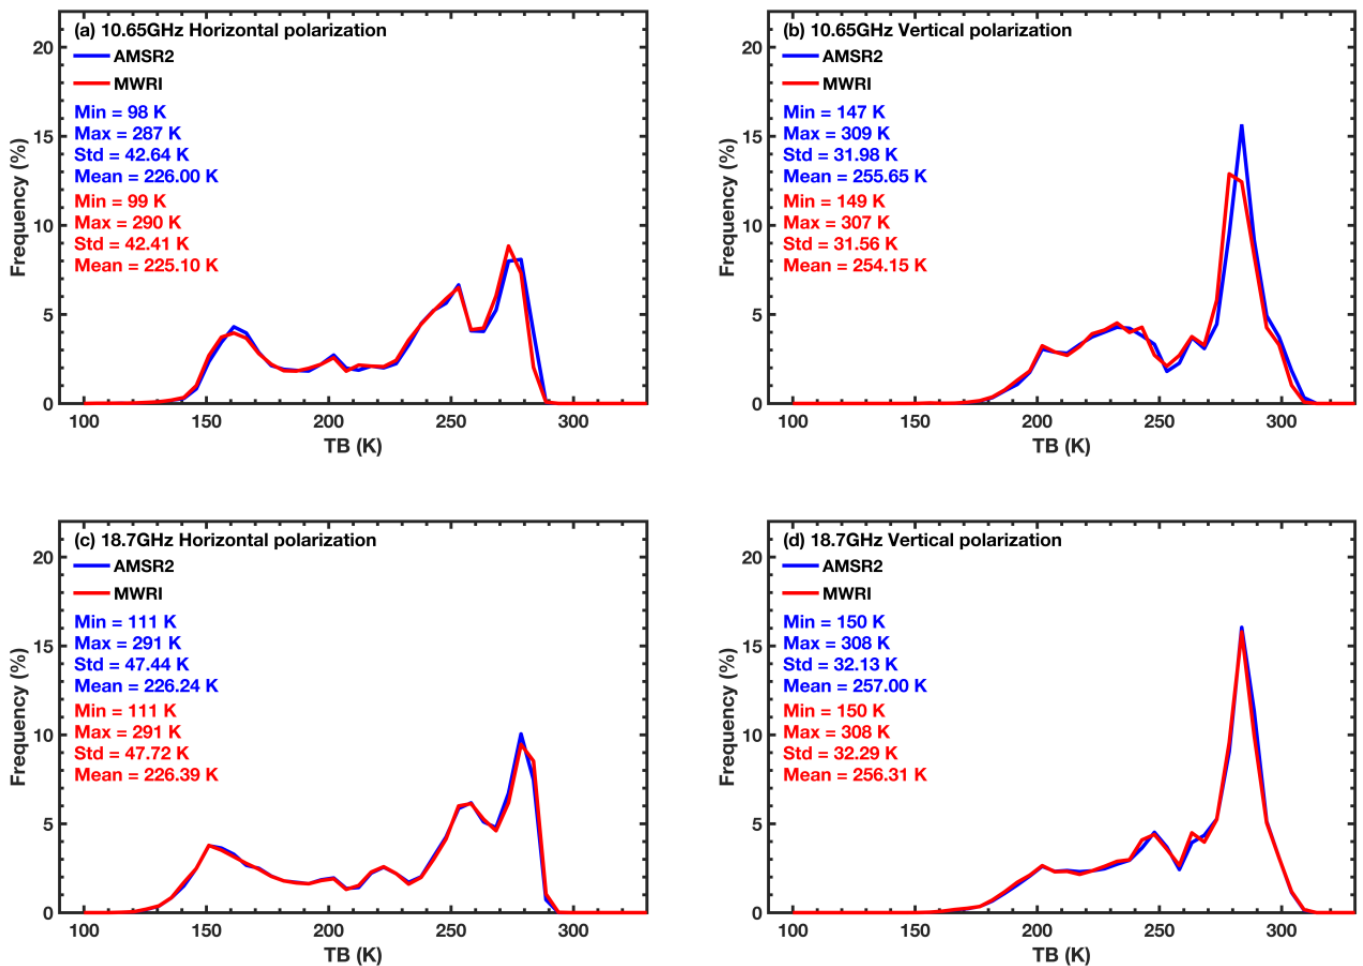 (a) 10.65GHz Horizontal polarization
AMSR2
MWRI
Min = 98 K
Max = 287 K
Std = 42.64 K
Mean = 226.00 K
Min = 99 K
Max = 290 K
Std = 42.41 K
Mean = 225.10 K
Frequency (%)
20
15
10
5
0
100 150 200 250 300
TB (K)
(b) 10.65GHz Vertical polarization
AMSR2
MWRI
Min = 147 K
Max = 309 K
Std = 31.98 K
Mean = 255.65 K
Min = 149 K
Max = 307 K
Std = 31.56 K
Mean = 254.15 K
Frequency (%)
20
15
10
5
0
100 150 200 250 300
TB (K)
(c) 18.7GHz Horizontal polarization
AMSR2
MWRI
Min = 111 K
Max = 291 K
Std = 47.44 K
Mean = 226.24 K
Min = 111 K
Max = 291 K
Std = 47.72 K
Mean = 226.39 K
Frequency (%)
20
15
10
5
0
100 150 200 250 300
TB (K)
(d) 18.7GHz Vertical polarization
AMSR2
MWRI
Min = 150 K
Max = 308 K
Std = 32.13 K
Mean = 257.00 K
Min = 150 K
Max = 308 K
Std = 32.29 K
Mean = 256.31 K
Frequency (%)
20
15
10
5
0
100 150 200 250 300
TB (K)